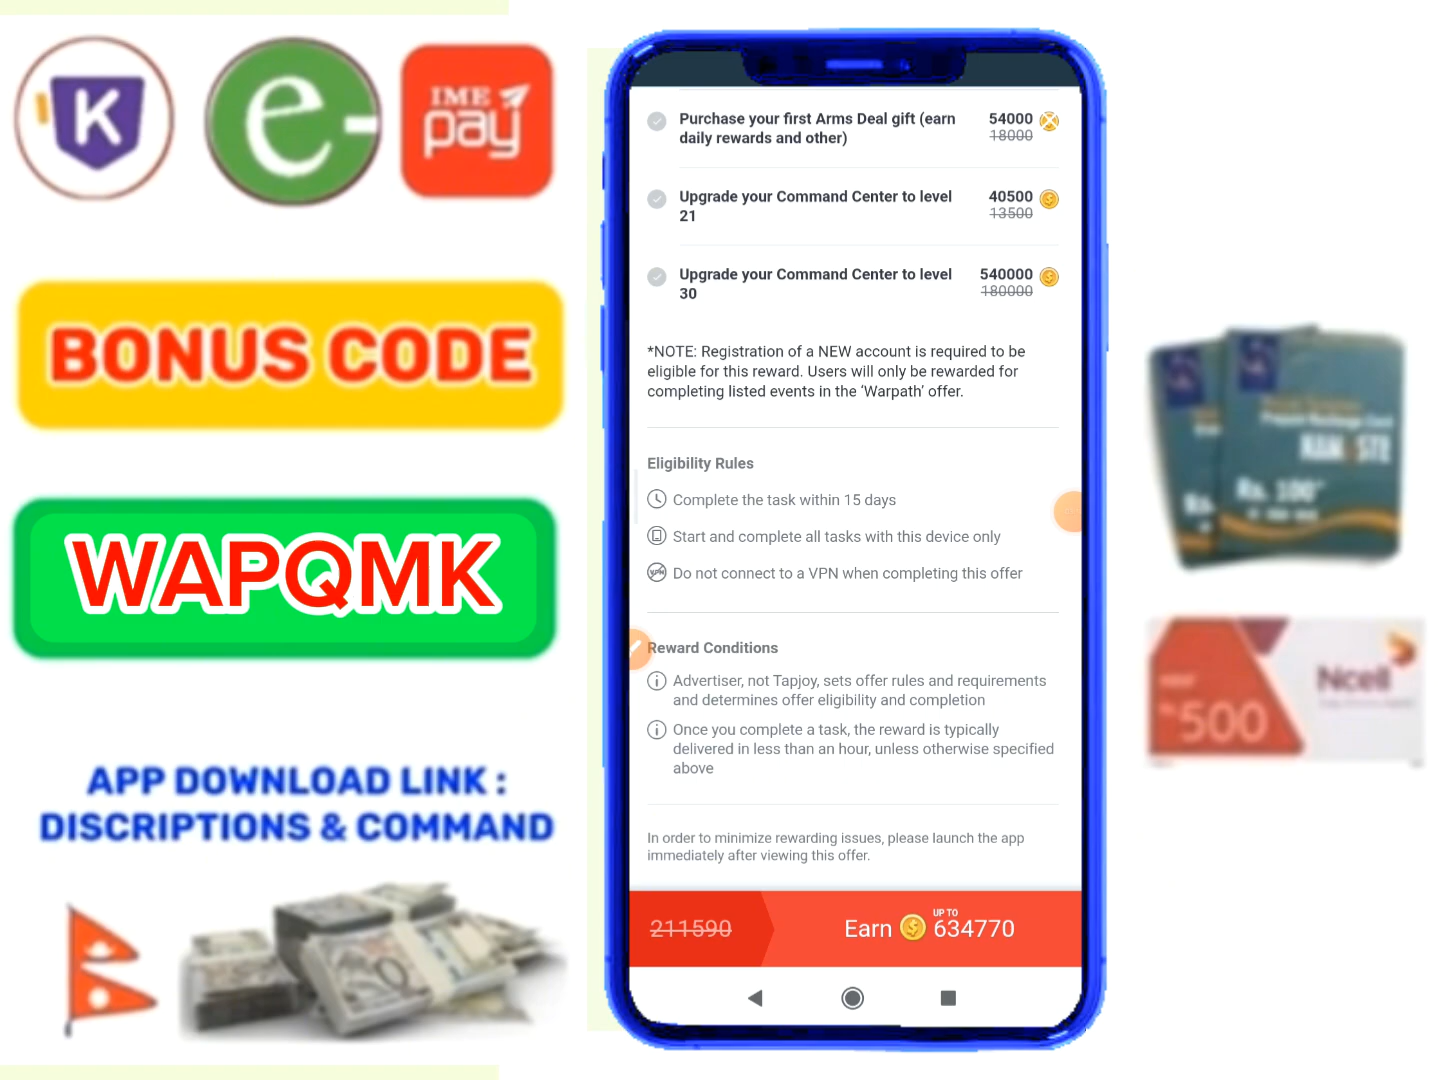 K
e
IME
pay
BONUS CODE
WAPQMK
APP DOWNLOAD LINK :
DISCRIPTIONS & COMMAND
Purchase your first Arms Deal gift (earn
daily rewards and other)
54000
18000
Upgrade your Command Center to level
21
40500
13500
Upgrade your Command Center to level
30
540000
180000
*NOTE: Registration of a NEW account is required to be
eligible for this reward. Users will only be rewarded for
completing listed events in the ‘Warpath’ offer.
Eligibility Rules
Complete the task within 15 days
Start and complete all tasks with this device only
VPN
Do not connect to a VPN when completing this offer
Reward Conditions
Advertiser, not Tapjoy, sets offer rules and requirements
and determines offer eligibility and completion
Once you complete a task, the reward is typically
delivered in less than an hour, unless otherwise specified
above
In order to minimize rewarding issues, please launch the app
immediately after viewing this offer.
211590
Earn
UP TO
634770
Prepaid Recharge Card
NAMASTE
Rs. 100
Ncell
500